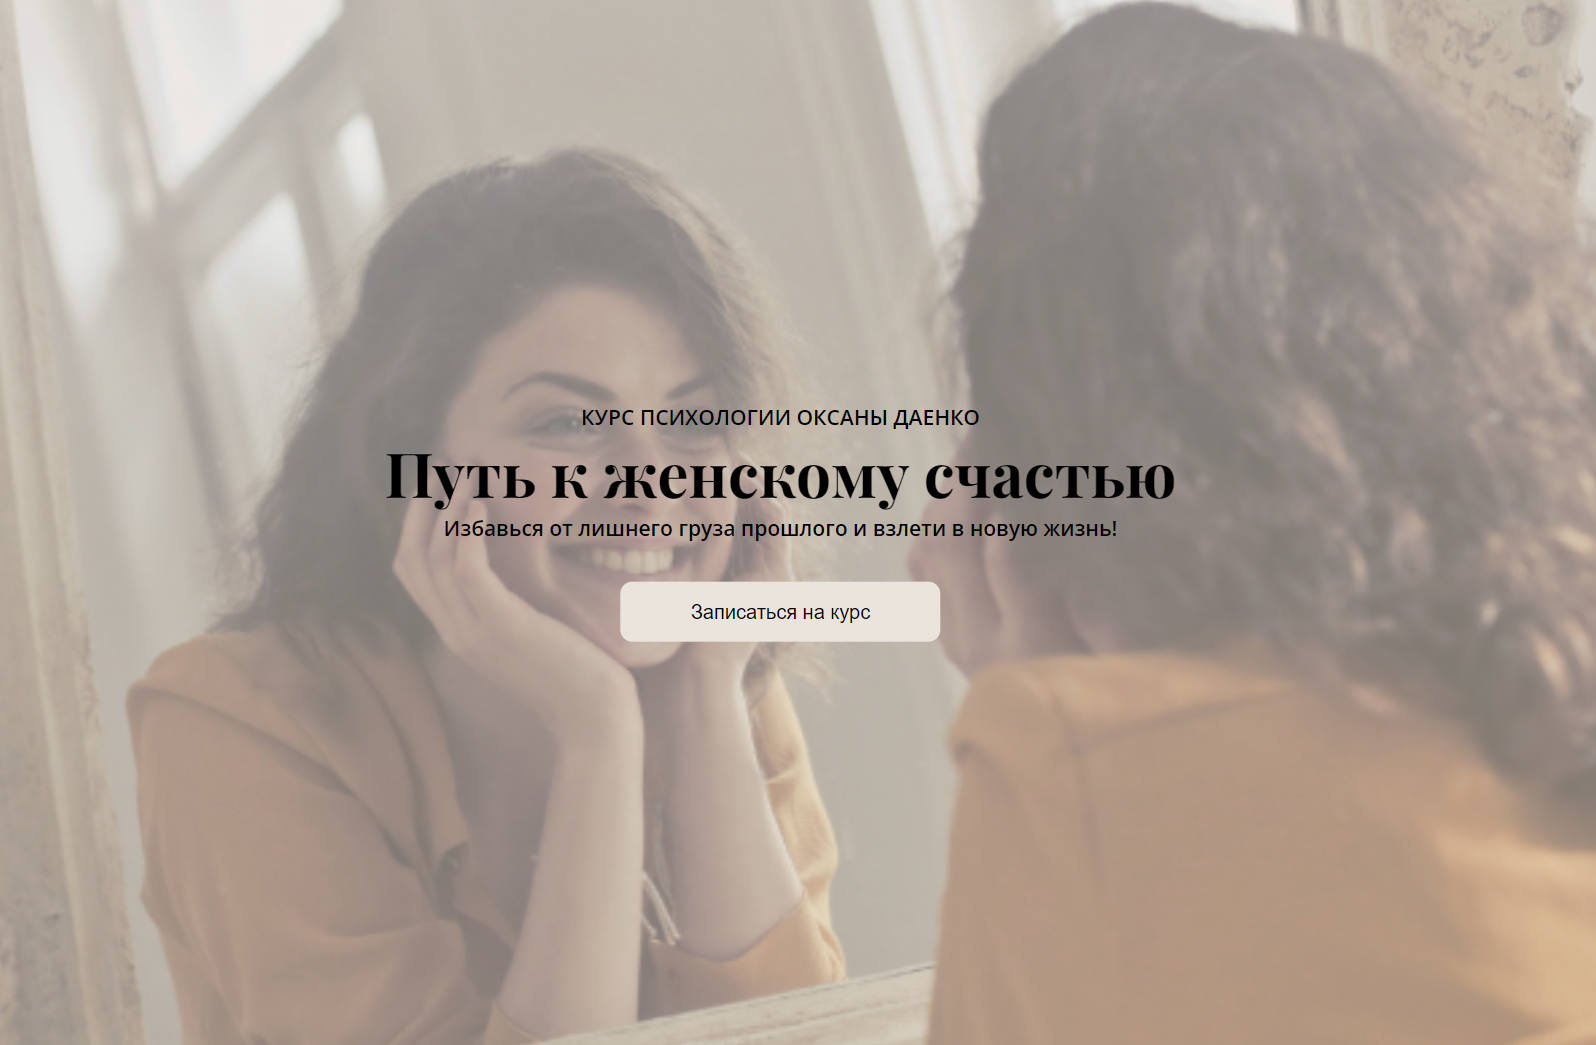 КУРС ПСИХОЛОГИИ ОКСАНЫ ДАЕНКО
Путь к женскому счастью
Избавься от лишнего груза прошлого и взлети в новую жизнь!
Записаться на курс